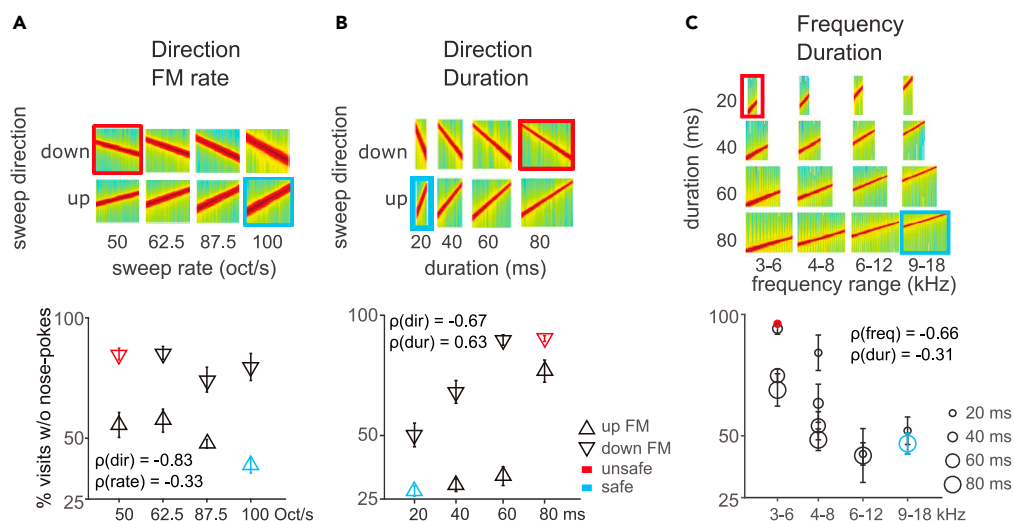 A
Direction
FM rate
sweep direction
down
up
50 62.5 87.5 100
sweep rate (oct/s)
B
Direction
Duration
sweep direction
down
up
20 40 60 80
duration (ms)
C
Frequency
Duration
duration (ms)
20
40
60
80
3-6 4-8 6-12 9-18
frequency range (kHz)
% visits w/o nose-pokes
100
50
25
ρ(dir) = -0.83
ρ(rate) = -0.33
50 62.5 87.5 100 Oct/s
100
50
25
ρ(dir) = -0.67
ρ(dur) = 0.63
up FM
down FM
unsafe
safe
20 40 60 80 ms
100
50
25
ρ(freq) = -0.66
ρ(dur) = -0.31
20 ms
40 ms
60 ms
80 ms
3-6 4-8 6-12 9-18 kHz